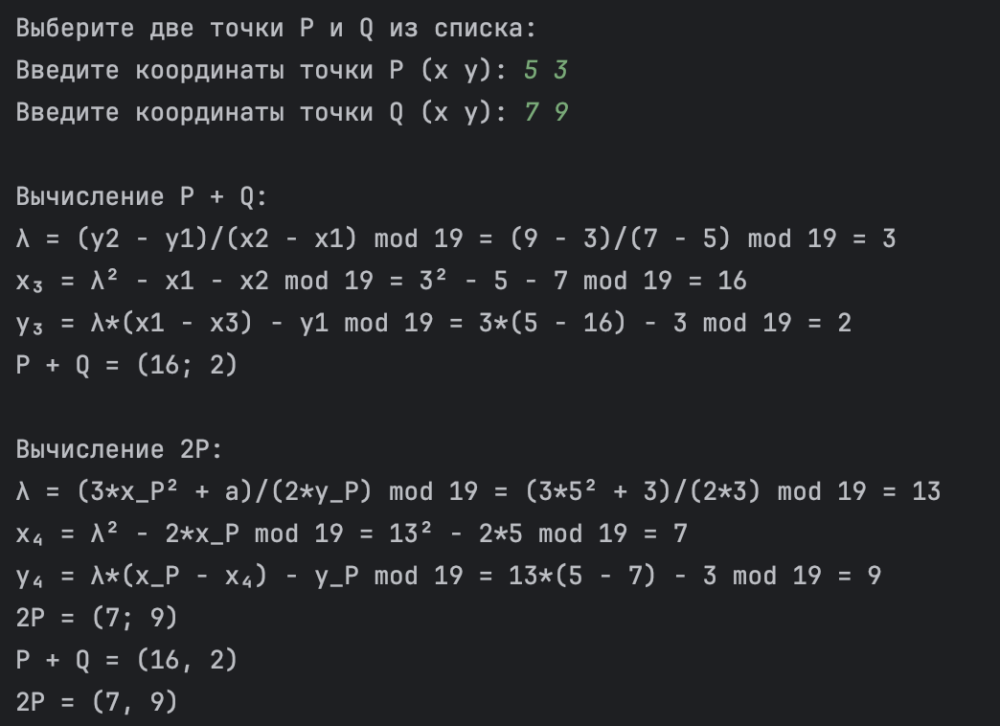 Выберите две точки P и Q из списка:
Введите координаты точки P (x y): 5 3
Введите координаты точки Q (x y): 7 9
Вычисление P + Q:
λ = (y2 - y1)/(x2 - x1) mod 19 = (9 - 3)/(7 - 5) mod 19 = 3
x₃ = λ² - x1 - x2 mod 19 = 3² - 5 - 7 mod 19 = 16
y₃ = λ*(x1 - x3) - y1 mod 19 = 3*(5 - 16) - 3 mod 19 = 2
P + Q = (16; 2)
Вычисление 2P:
λ = (3*x_P² + a)/(2*y_P) mod 19 = (3*5² + 3)/(2*3) mod 19 = 13
x₄ = λ² - 2*x_P mod 19 = 13² - 2*5 mod 19 = 7
y₄ = λ*(x_P - x₄) - y_P mod 19 = 13*(5 - 7) - 3 mod 19 = 9
2P = (7; 9)
P + Q = (16, 2)
2P = (7, 9)